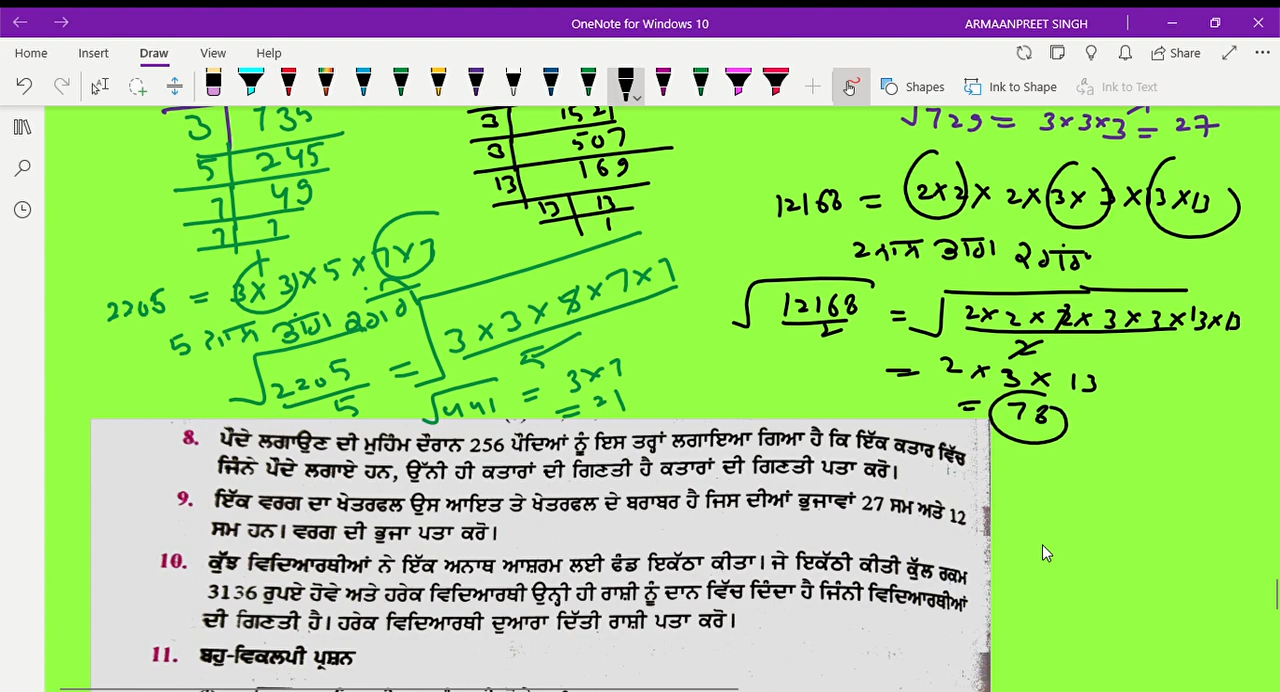 OneNote for Windows 10
ARMAANPREET SINGH
Home Insert Draw View Help
Share
Shapes
Ink to Shape
Ink to Text
3 | 735
5 | 245
7 | 49
7 | 7
1
3 | 1521
3 | 507
13 | 169
13 | 13
1
√729 = 3×3×3 = 27
2205 = 3×3×5×7×7
√2205/5 = √3×3×5×7×7
5
√441 = 3×7
= 21
12168 = 2×2×2×3×3×13×13
√12168/2 = √2×2×2×3×3×13×13
2
= 2×3×13
= 78
8. ਪੌਦੇ ਲਗਾਉਣ ਦੀ ਮੁਹਿੰਮ ਦੌਰਾਨ 256 ਪੌਦਿਆਂ ਨੂੰ ਇਸ ਤਰ੍ਹਾਂ ਲਗਾਇਆ ਗਿਆ ਹੈ ਕਿ ਇੱਕ ਕਤਾਰ ਵਿੱਚ
ਜਿੰਨੇ ਪੌਦੇ ਲਗਾਏ ਹਨ, ਉੱਨੀ ਹੀ ਕਤਾਰਾਂ ਦੀ ਗਿਣਤੀ ਹੈ ਕਤਾਰਾਂ ਦੀ ਗਿਣਤੀ ਪਤਾ ਕਰੋ।
9. ਇੱਕ ਵਰਗ ਦਾ ਖੇਤਰਫਲ ਉਸ ਆਇਤ ਤੇ ਖੇਤਰਫਲ ਦੇ ਬਰਾਬਰ ਹੈ ਜਿਸ ਦੀਆਂ ਭੁਜਾਵਾਂ 27 ਸਮ ਅਤੇ 12
ਸਮ ਹਨ। ਵਰਗ ਦੀ ਭੁਜਾ ਪਤਾ ਕਰੋ।
10. ਕੁੱਝ ਵਿਦਿਆਰਥੀਆਂ ਨੇ ਇੱਕ ਅਨਾਥ ਆਸ਼ਰਮ ਲਈ ਫੰਡ ਇਕੱਠਾ ਕੀਤਾ। ਜੇ ਇਕੱਠੀ ਕੀਤੀ ਕੁੱਲ ਰਕਮ
3136 ਰੁਪਏ ਹੋਵੇ ਅਤੇ ਹਰੇਕ ਵਿਦਿਆਰਥੀ ਉਨ੍ਹੀ ਹੀ ਰਾਸ਼ੀ ਨੂੰ ਦਾਨ ਵਿੱਚ ਦਿੰਦਾ ਹੈ ਜਿੰਨੀ ਵਿਦਿਆਰਥੀਆਂ
ਦੀ ਗਿਣਤੀ ਹੈ। ਹਰੇਕ ਵਿਦਿਆਰਥੀ ਦੁਆਰਾ ਦਿੱਤੀ ਰਾਸ਼ੀ ਪਤਾ ਕਰੋ।
11. ਬਹੁ-ਵਿਕਲਪੀ ਪ੍ਰਸ਼ਨ